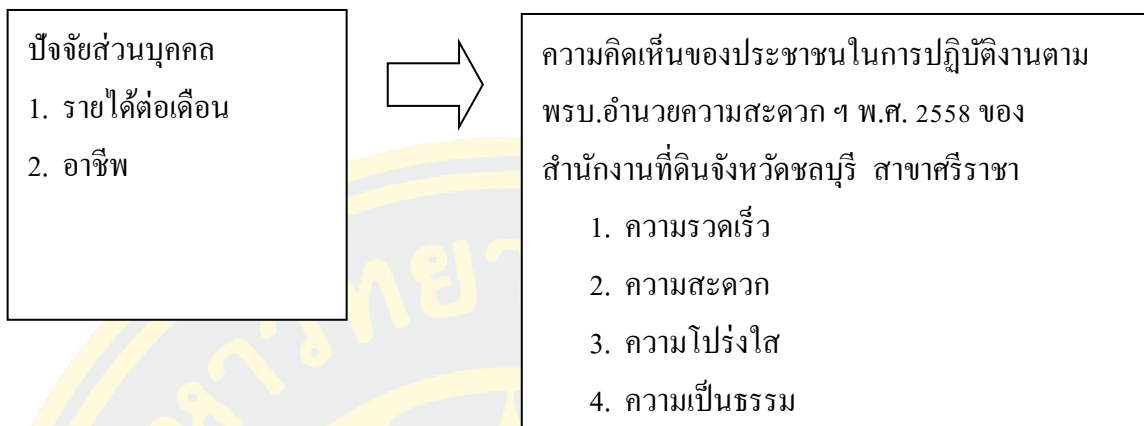 ปัจจัยส่วนบุคคล
1. รายได้ต่อเดือน
2. อาชีพ
ความคิดเห็นของประชาชนในการปฏิบัติงานตาม
พรบ.อำนวยความสะดวก ฯ พ.ศ. 2558 ของ
สำนักงานที่ดินจังหวัดชลบุรี สาขาศรีราชา
1. ความรวดเร็ว
2. ความสะดวก
3. ความโปร่งใส
4. ความเป็นธรรม